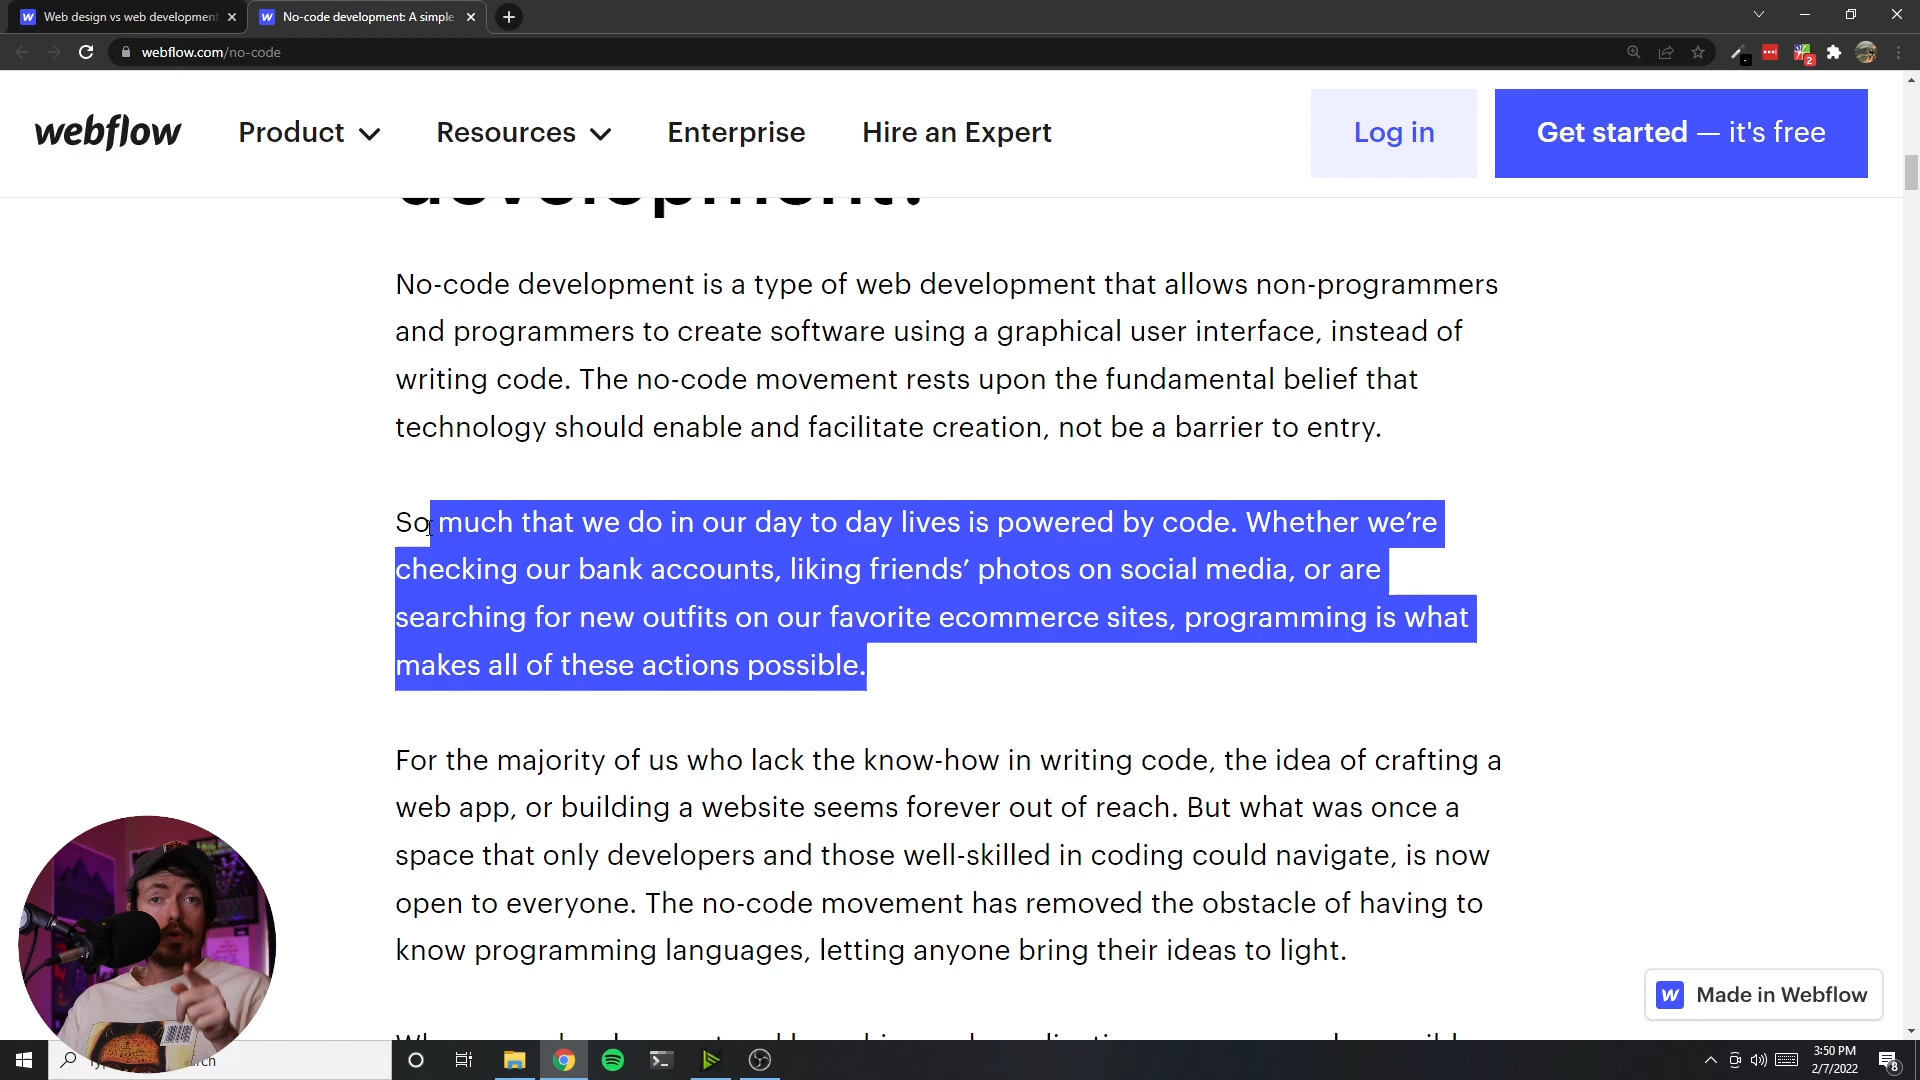 Web design vs web development
No-code development: A simple
webflow.com/no-code
2
webflow
Product
Resources
Enterprise
Hire an Expert
Log in
Get started — it's free
development?
No-code development is a type of web development that allows non-programmers
and programmers to create software using a graphical user interface, instead of
writing code. The no-code movement rests upon the fundamental belief that
technology should enable and facilitate creation, not be a barrier to entry.
So much that we do in our day to day lives is powered by code. Whether we’re
checking our bank accounts, liking friends’ photos on social media, or are
searching for new outfits on our favorite ecommerce sites, programming is what
makes all of these actions possible.
For the majority of us who lack the know-how in writing code, the idea of crafting a
web app, or building a website seems forever out of reach. But what was once a
space that only developers and those well-skilled in coding could navigate, is now
open to everyone. The no-code movement has removed the obstacle of having to
know programming languages, letting anyone bring their ideas to light.
W Made in Webflow
3:50 PM
2/7/2022
8